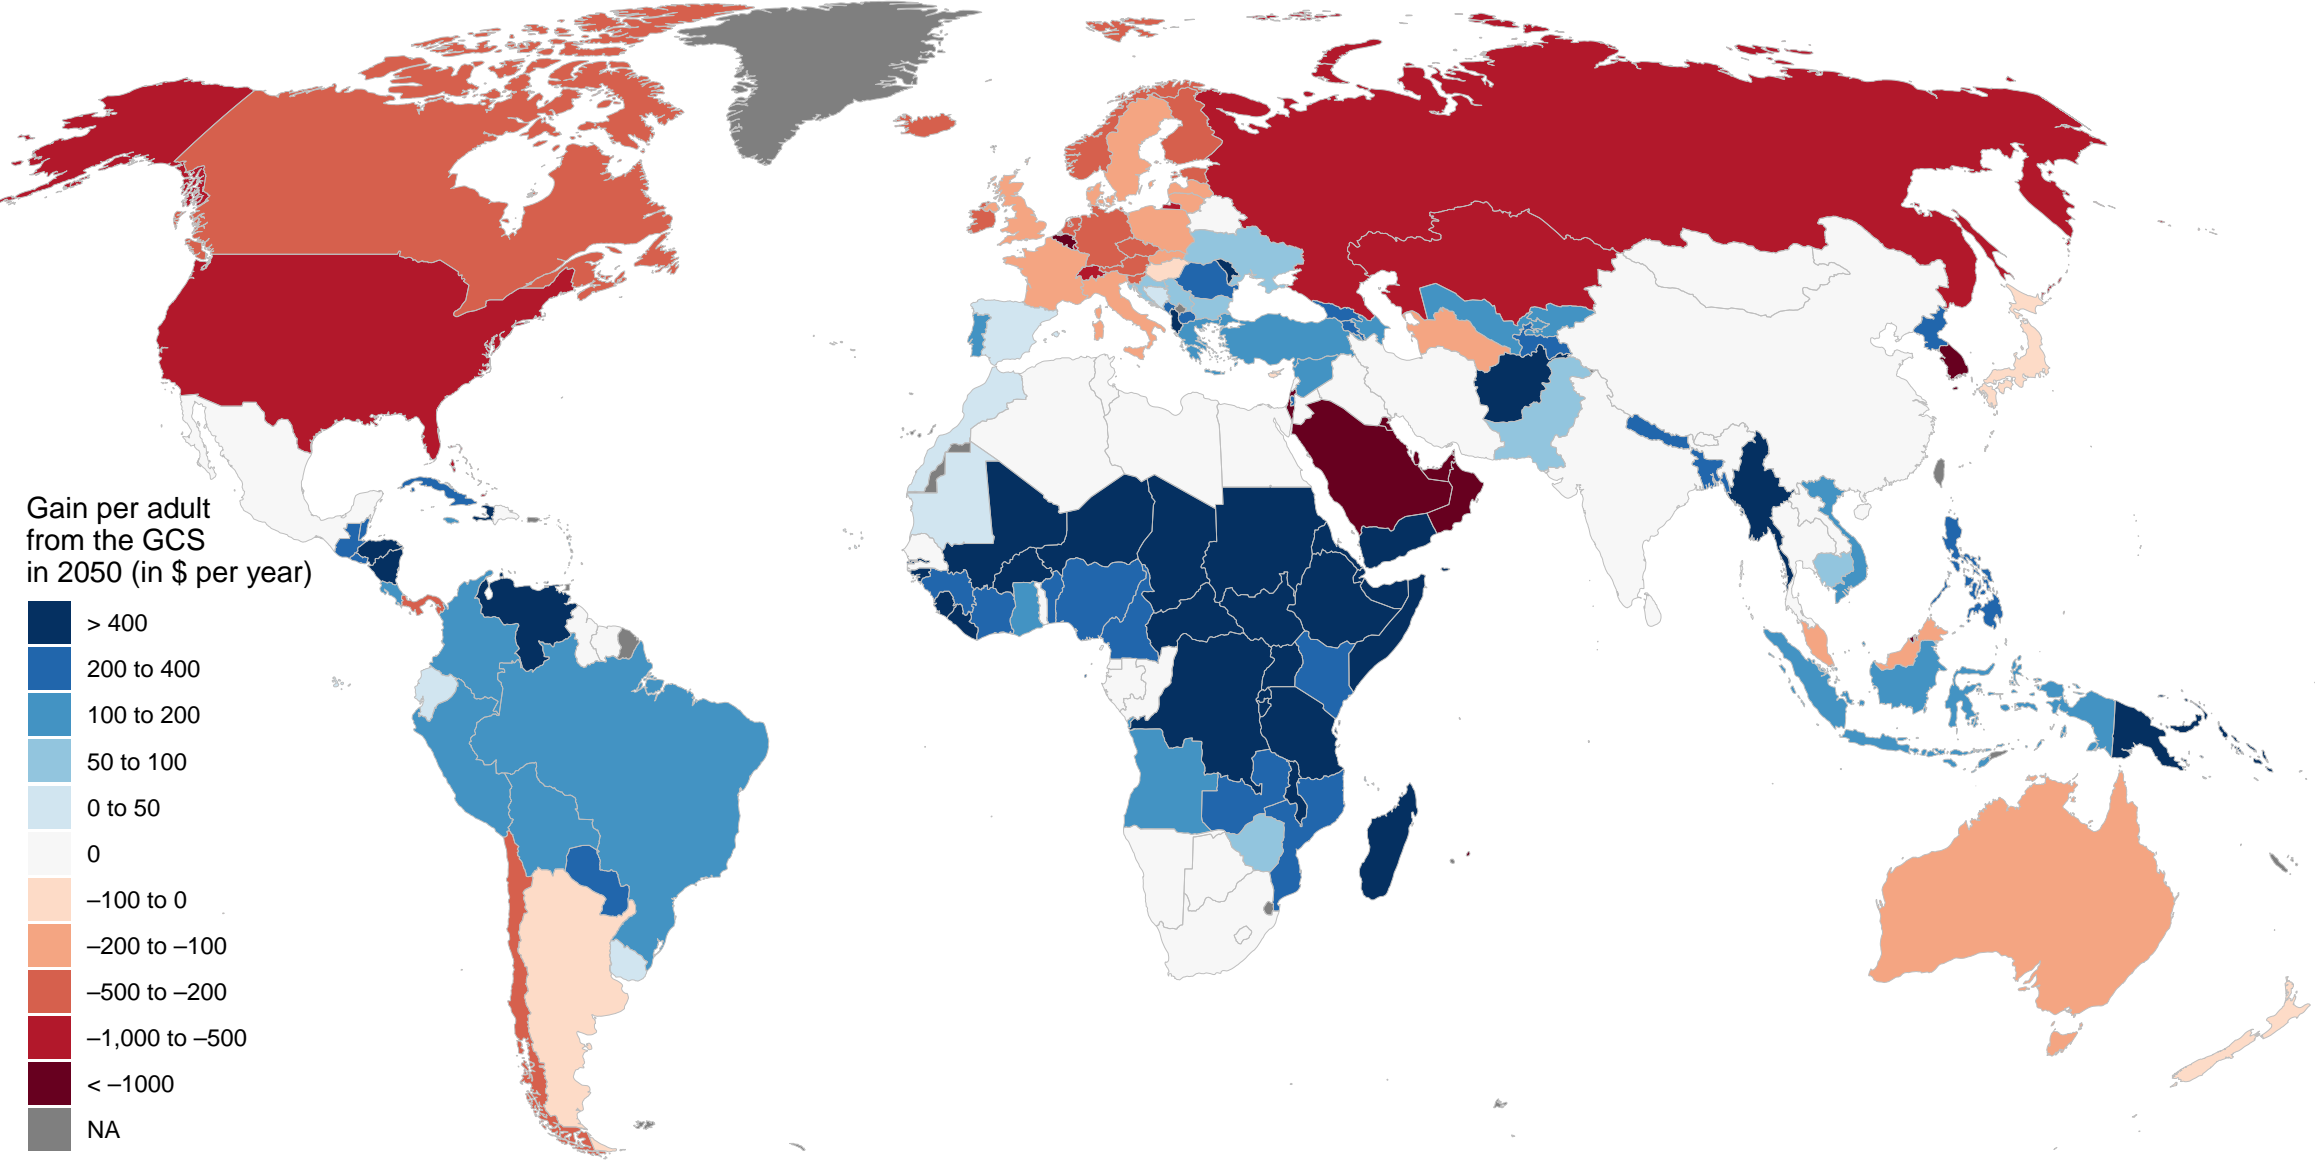 Gain per adult
from the GCS
in 2050 (in $ per year)
> 400
200 to 400
100 to 200
50 to 100
0 to 50
0
–100 to 0
–200 to –100
–500 to –200
–1,000 to –500
< –1000
NA